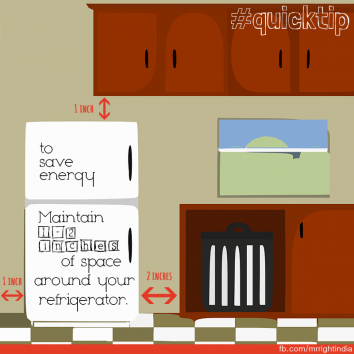 #quicktip
1 INCH
to
save
energy
Maintain
1-2
inches
of space
around your
refrigerator.
1 INCH
2 INCHES
fb.com/mrrightindia